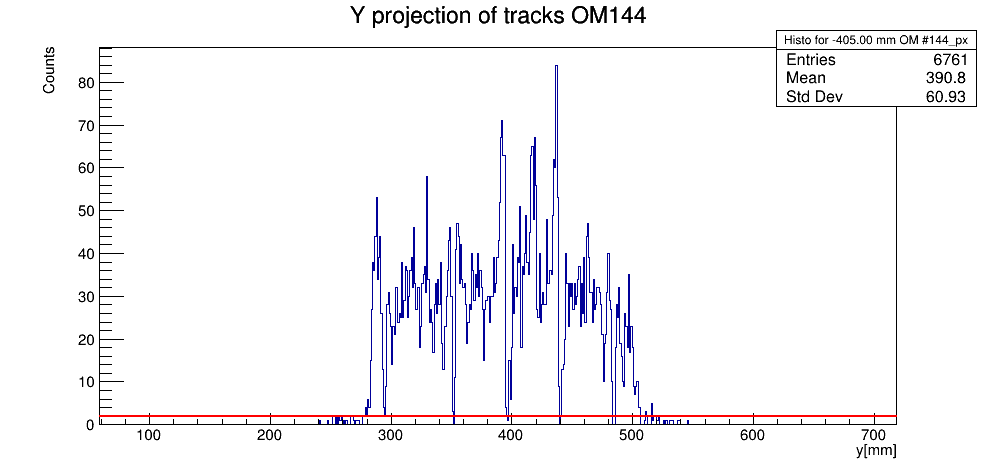 Y projection of tracks OM144
Histo for -405.00 mm OM #144_px
Entries 6761
Mean 390.8
Std Dev 60.93
Counts
80
70
60
50
40
30
20
10
0
100 200 300 400 500 600 700
y[mm]